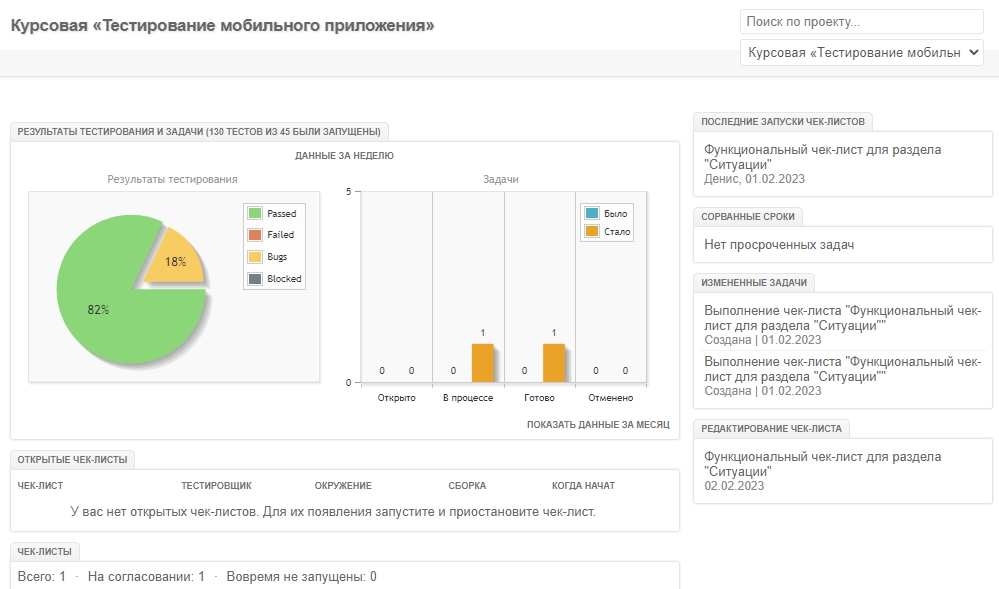 Курсовая «Тестирование мобильного приложения»
Поиск по проекту...
Курсовая «Тестирование мобильн
РЕЗУЛЬТАТЫ ТЕСТИРОВАНИЯ И ЗАДАЧИ (130 ТЕСТОВ ИЗ 45 БЫЛИ ЗАПУЩЕНЫ)
ДАННЫЕ ЗА НЕДЕЛЮ
Результаты тестирования
Passed
Failed
Bugs
Blocked
18%
82%
Задачи
5
0
Было
Стало
0 0 0 1 0 1 0 0
Открыто В процессе Готово Отменено
ПОКАЗАТЬ ДАННЫЕ ЗА МЕСЯЦ
ОТКРЫТЫЕ ЧЕК-ЛИСТЫ
ЧЕК-ЛИСТ ТЕСТИРОВЩИК ОКРУЖЕНИЕ СБОРКА КОГДА НАЧАТ
У вас нет открытых чек-листов. Для их появления запустите и приостановите чек-лист.
ЧЕК-ЛИСТЫ
Всего: 1 · На согласовании: 1 · Вовремя не запущены: 0
ПОСЛЕДНИЕ ЗАПУСКИ ЧЕК-ЛИСТОВ
Функциональный чек-лист для раздела
"Ситуации"
Денис, 01.02.2023
СОРВАННЫЕ СРОКИ
Нет просроченных задач
ИЗМЕНЕННЫЕ ЗАДАЧИ
Выполнение чек-листа "Функциональный чек-
лист для раздела "Ситуации""
Создана | 01.02.2023
Выполнение чек-листа "Функциональный чек-
лист для раздела "Ситуации""
Создана | 01.02.2023
РЕДАКТИРОВАНИЕ ЧЕК-ЛИСТА
Функциональный чек-лист для раздела
"Ситуации"
02.02.2023